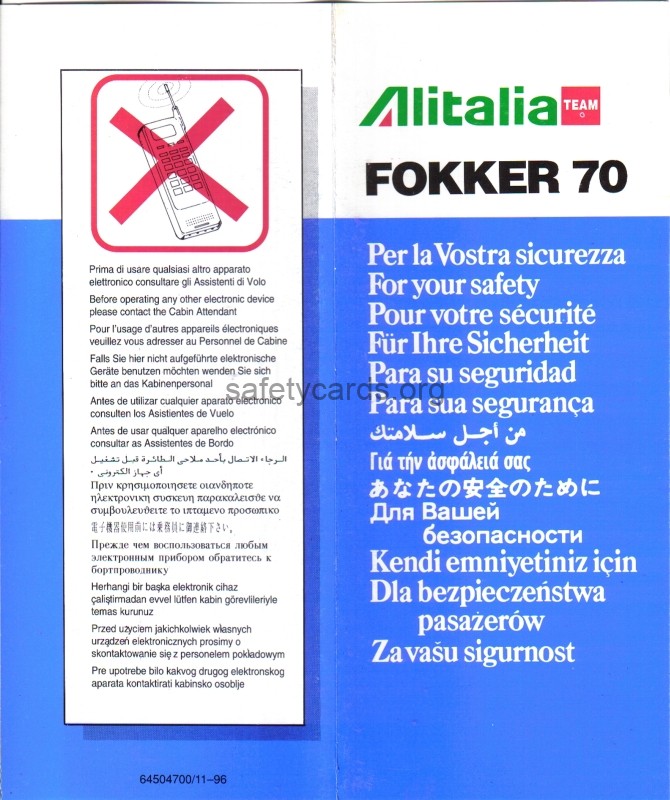 Prima di usare qualsiasi altro apparato
elettronico consultare gli Assistenti di Volo
Before operating any other electronic device
please contact the Cabin Attendant
Pour l'usage d'autres appareils électroniques
veuillez vous adresser au Personnel de Cabine
Falls Sie hier nicht aufgeführte elektronische
Geräte benutzen möchten wenden Sie sich
bitte an das Kabinenpersonal
Antes de utilizar cualquier aparato electrónico
consulten los Asistientes de Vuelo
Antes de usar qualquer aparelho electrónico
consultar as Assistentes de Bordo
الرجاء الاتصال بأحد ملاحي الطائرة قبل تشغيل
أي جهاز الكتروني •
Πριν κρησιμοποιησετε οιανδηποτε
ηλεκτρονικη συσκευη παρακαλεισθε να
συμβουλευθειτε το ιπταμενο προσωπικο
電子機器使用前には乗務員に御連絡下さい。
Прежде чем воспользоваться любым
электронным прибором обратитесь к
бортпроводнику
Herhangi bir başka elektronik cihaz
çaliştirmadan evvel lütfen kabin görevlileriyle
temas kurunuz
Przed użyciem jakichkolwiek własnych
urządzeń elektronicznych prosimy o
skontaktowanie się z personelem pokładowym
Pre upotrebe bilo kakvog drugog elektronskog
aparata kontaktirati kabinsko osoblje
64504700/11-96
Alitalia TEAM
FOKKER 70
Per la Vostra sicurezza
For your safety
Pour votre sécurité
Für Ihre Sicherheit
Para su seguridad
Para sua segurança
من أجل سلامتك
Γιά τήν ἀσφάλειά σας
あなたの安全のために
Для Вашей
безопасности
Kendi emniyetiniz için
Dla bezpieczeństwa
pasażerów
Za vašu sigurnost
safetycards.org